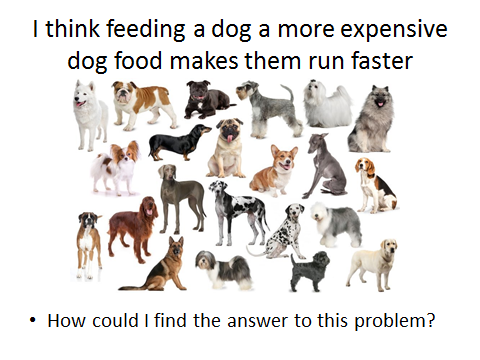 I think feeding a dog a more expensive
dog food makes them run faster
• How could I find the answer to this problem?